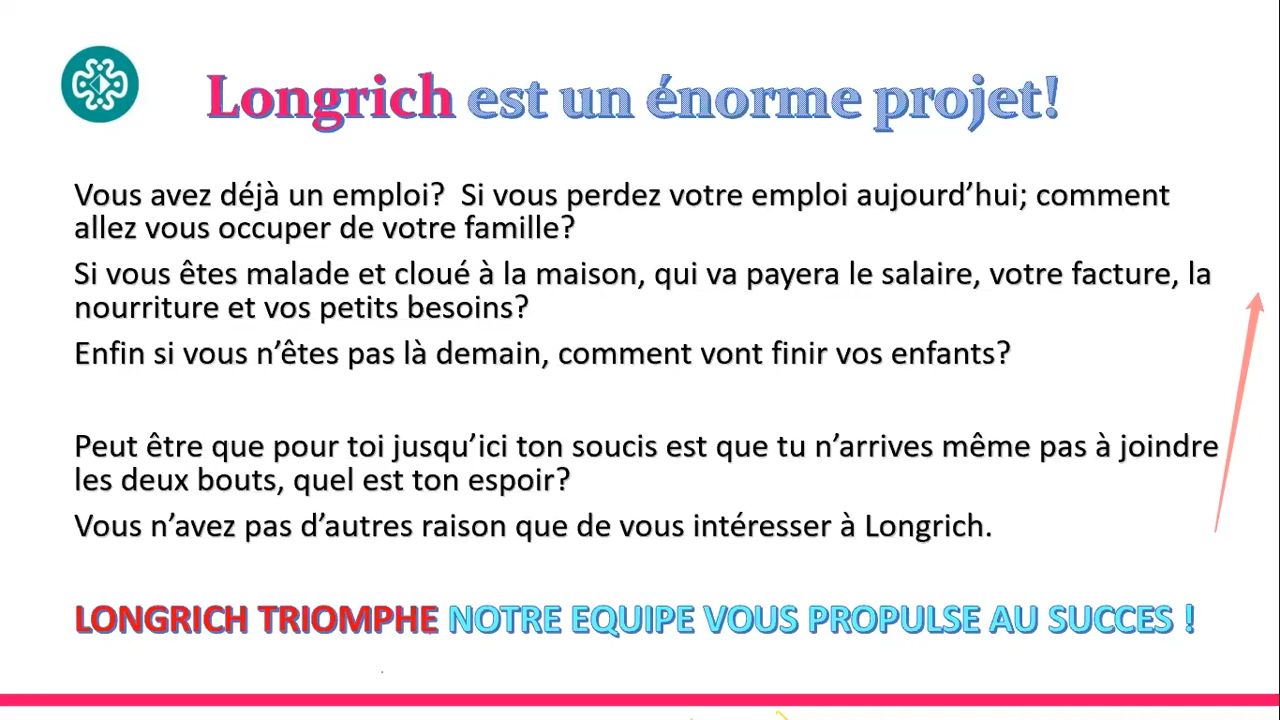 Longrich est un énorme projet!
Vous avez déjà un emploi?  Si vous perdez votre emploi aujourd’hui; comment
allez vous occuper de votre famille?
Si vous êtes malade et cloué à la maison, qui va payera le salaire, votre facture, la
nourriture et vos petits besoins?
Enfin si vous n’êtes pas là demain, comment vont finir vos enfants?
Peut être que pour toi jusqu’ici ton soucis est que tu n’arrives même pas à joindre
les deux bouts, quel est ton espoir?
Vous n’avez pas d’autres raison que de vous intéresser à Longrich.
LONGRICH TRIOMPHE NOTRE EQUIPE VOUS PROPULSE AU SUCCES !